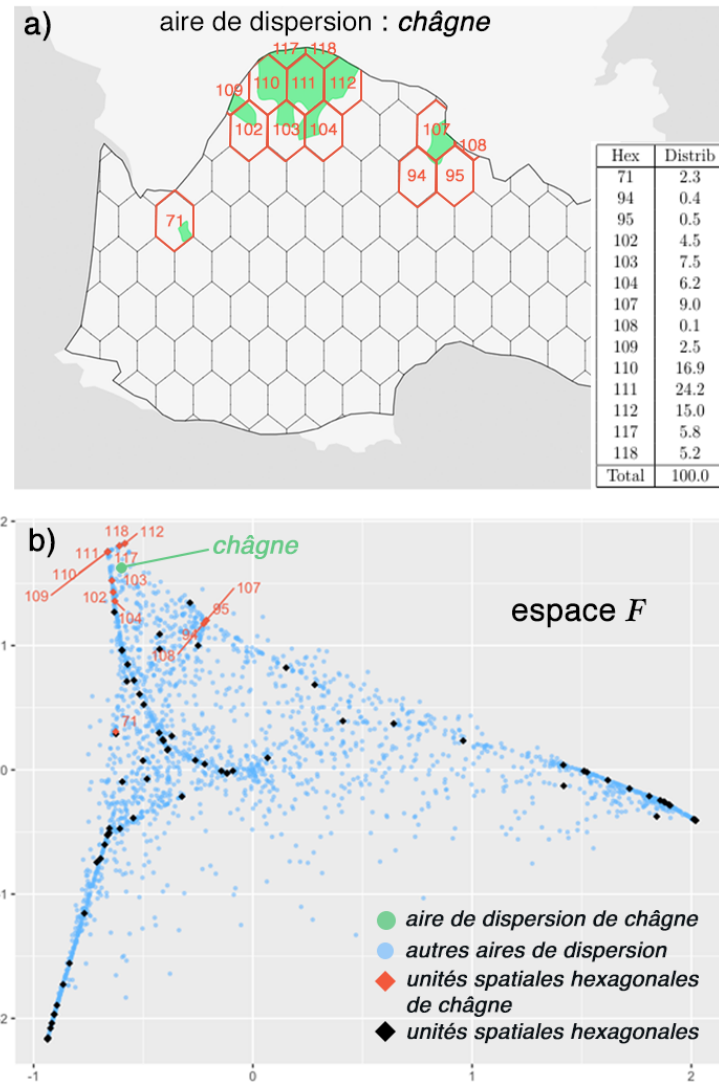 a)
aire de dispersion : châgne
117 118
109 110 111 112
102 103 104 107
108
94 95
71
Hex Distrib
71 2.3
94 0.4
95 0.5
102 4.5
103 7.5
104 6.2
107 9.0
108 0.1
109 2.5
110 16.9
111 24.2
112 15.0
117 5.8
118 5.2
Total 100.0
b)
2
118 112
châgne
111 117
110 103 107
109 102 95
104
espace F
94
1
108
71
0
-1
aire de dispersion de châgne
autres aires de dispersion
unités spatiales hexagonales
de châgne
unités spatiales hexagonales
-2
-1 0 1 2